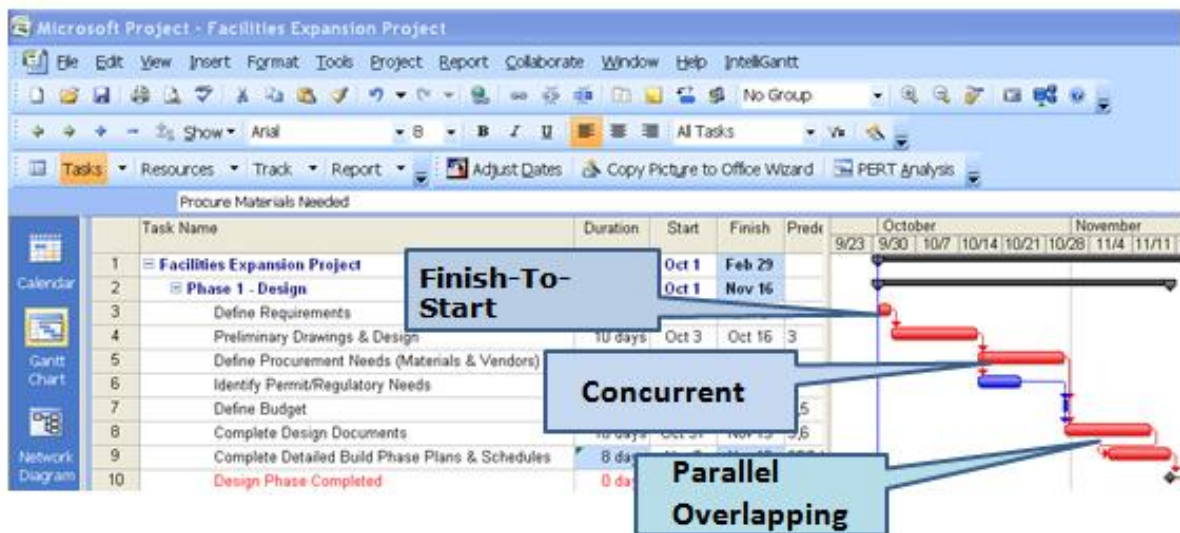 Microsoft Project - Facilities Expansion Project
File Edit View Insert Format Tools Project Report Collaborate Window Help IntelliGantt
No Group
Show Arial 8 B I U All Tasks
Tasks Resources Track Report Adjust Dates Copy Picture to Office Wizard PERT Analysis
Procure Materials Needed
Task Name Duration Start Finish Prede
October November
9/23 9/30 10/7 10/14 10/21 10/28 11/4 11/11
1 Facilities Expansion Project Oct 1 Feb 29
2 Phase 1 - Design Oct 1 Nov 16
3 Define Requirements
4 Preliminary Drawings & Design 10 days Oct 3 Oct 16 3
5 Define Procurement Needs (Materials & Vendors)
6 Identify Permit/Regulatory Needs
7 Define Budget ,5
8 Complete Design Documents
9 Complete Detailed Build Phase Plans & Schedules 8 day
10 Design Phase Completed 0 da
Calendar
Gantt
Chart
Network
Diagram
Finish-To-
Start
Concurrent
Parallel
Overlapping